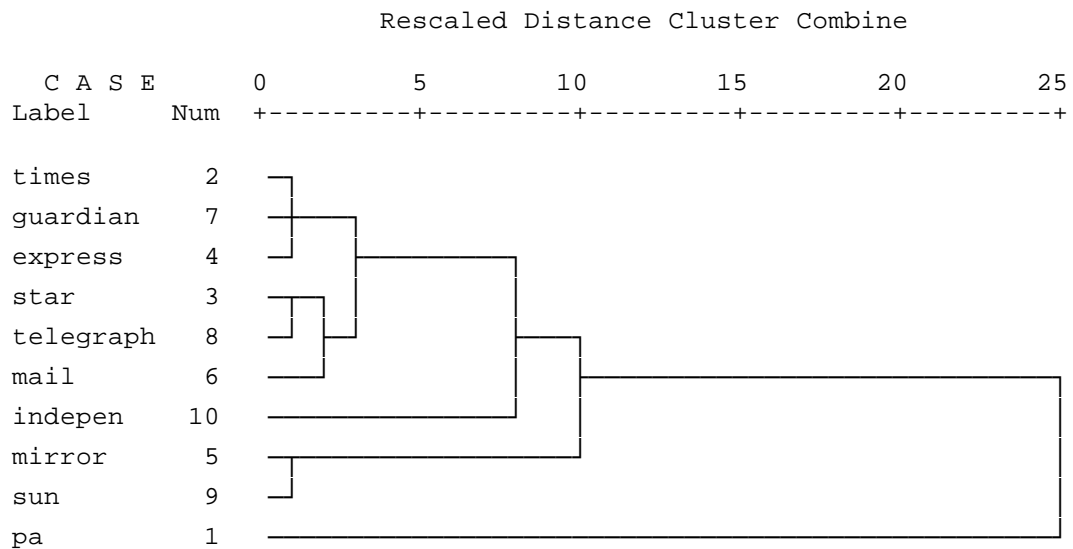 Rescaled Distance Cluster Combine
C A S E 0 5 10 15 20 25
Label Num +---------+---------+---------+---------+---------+
times 2
guardian 7
express 4
star 3
telegraph 8
mail 6
indepen 10
mirror 5
sun 9
pa 1